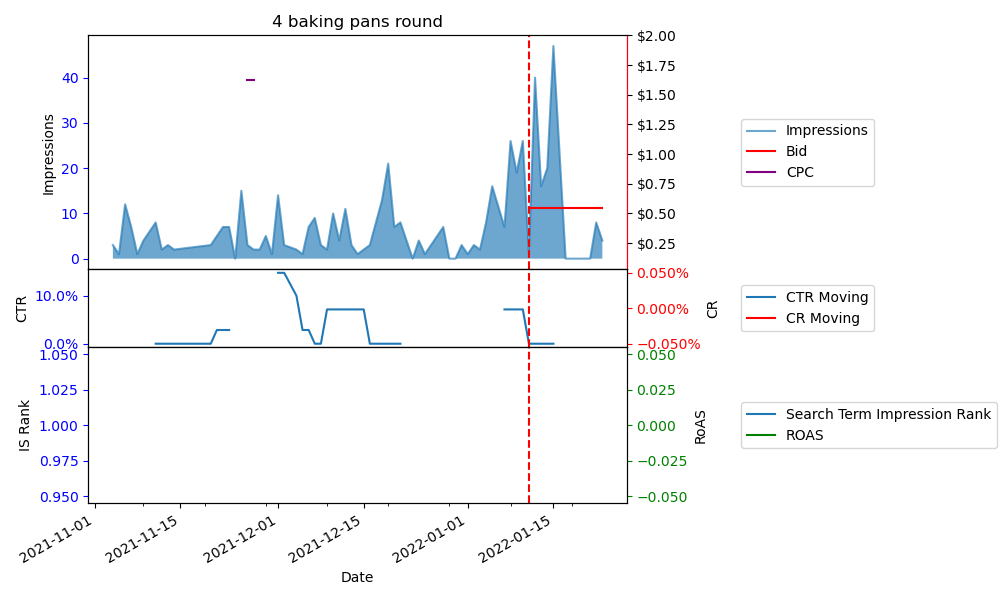 4 baking pans round
Impressions
40
30
20
10
0
$2.00
$1.75
$1.50
$1.25
$1.00
$0.75
$0.50
$0.25
Impressions
Bid
CPC
CTR
10.0%
0.0%
0.050%
0.000%
−0.050%
CR
CTR Moving
CR Moving
IS Rank
1.050
1.025
1.000
0.975
0.950
0.050
0.025
0.000
−0.025
−0.050
RoAS
Search Term Impression Rank
ROAS
2021-11-01
2021-11-15
2021-12-01
2021-12-15
2022-01-01
2022-01-15
Date